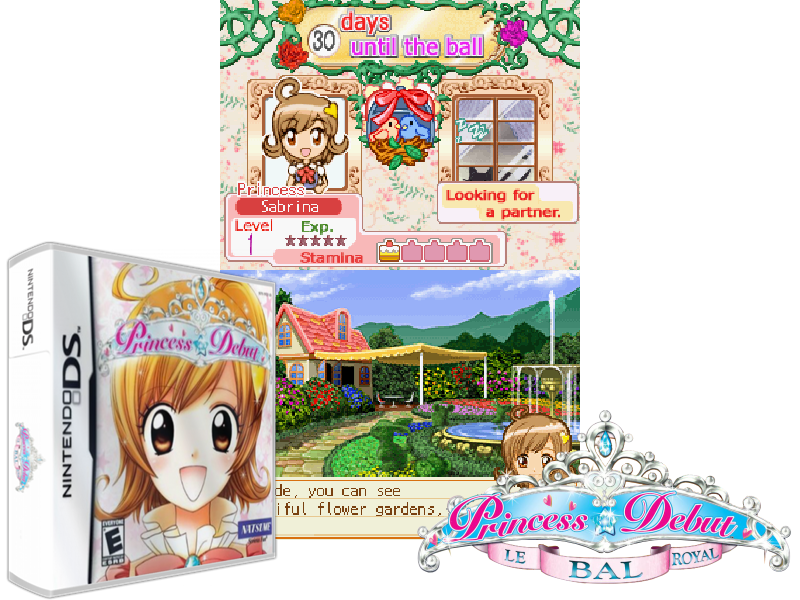 30
days
until the ball
Princess
Sabrina
Level
1
Exp.
Stamina
Looking for
a partner.
de, you can see
iful flower gardens,
NINTENDO DS
NINTENDO DS™
Princess Debut
EVERYONE
E
NATSUME
Princess Debut
LE BAL ROYAL